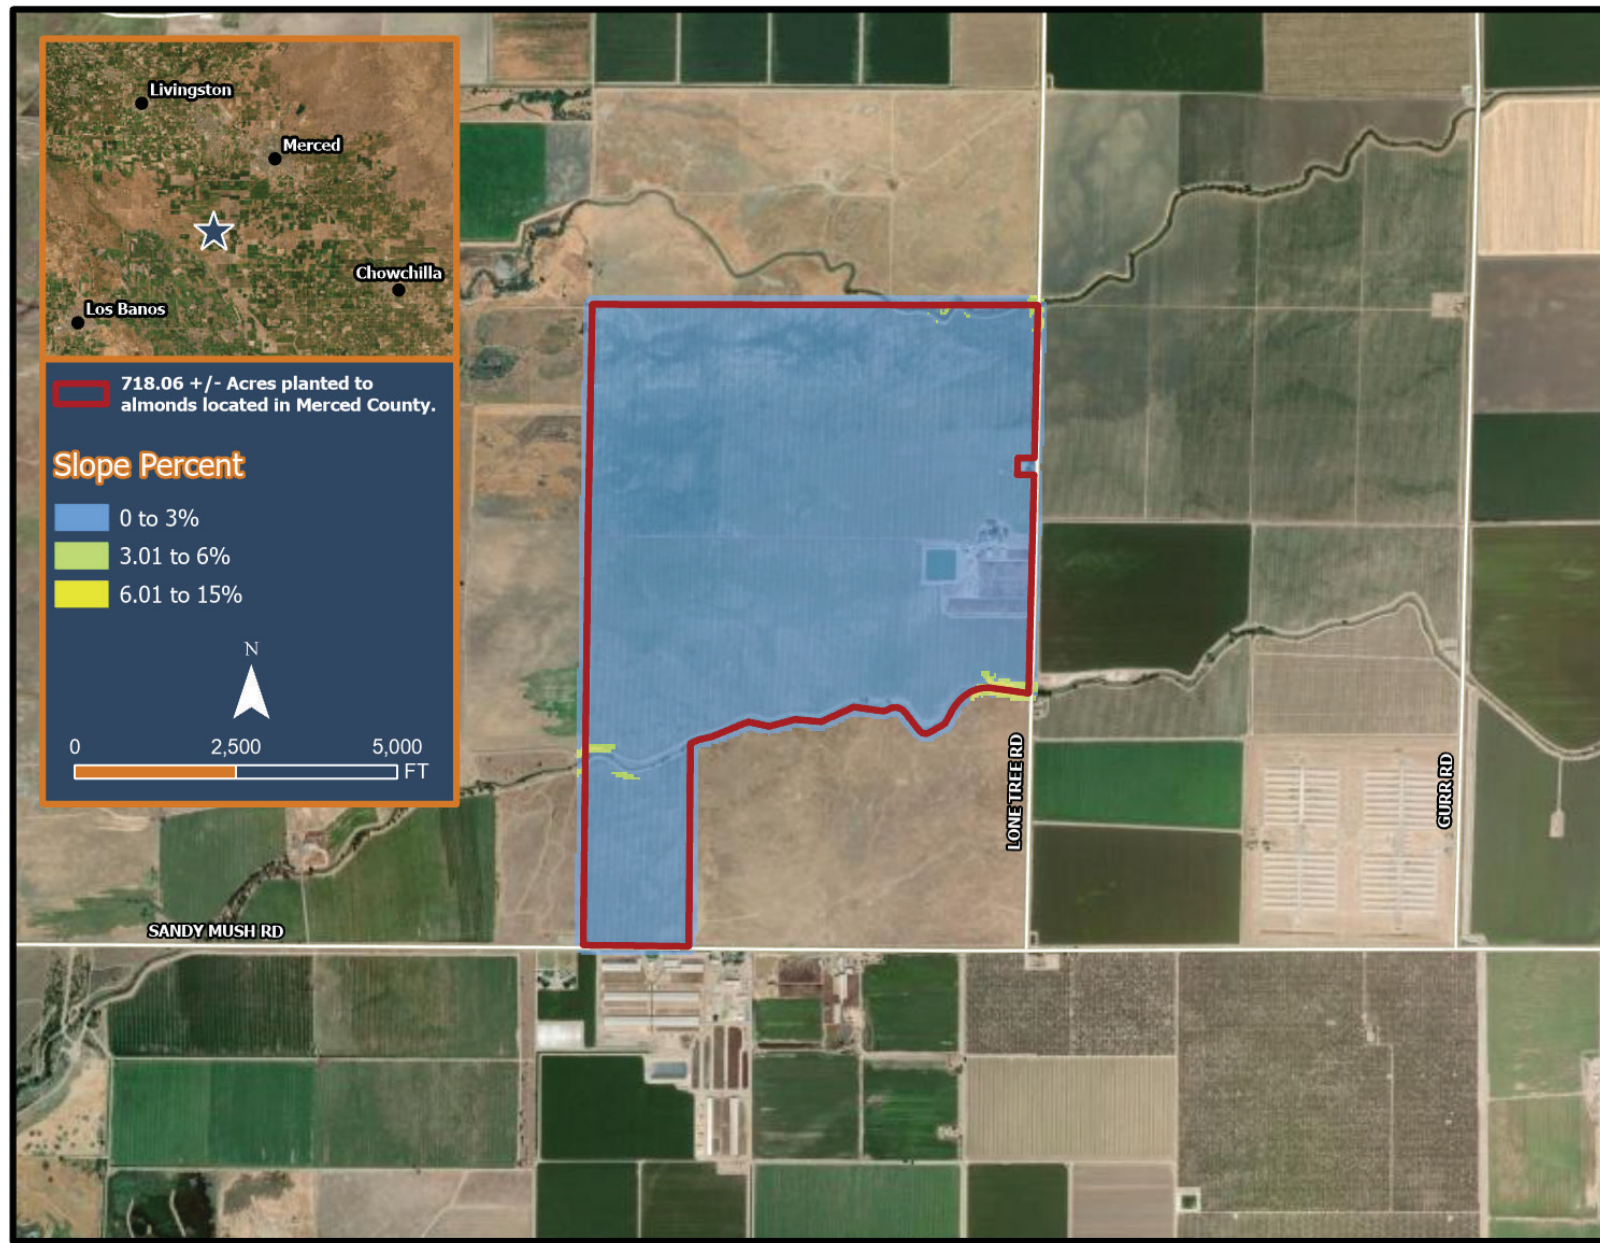 Livingston
Merced
Chowchilla
Los Banos
718.06 +/- Acres planted to
almonds located in Merced County.
Slope Percent
0 to 3%
3.01 to 6%
6.01 to 15%
N
0 2,500 5,000
FT
LONE TREE RD
GURR RD
SANDY MUSH RD